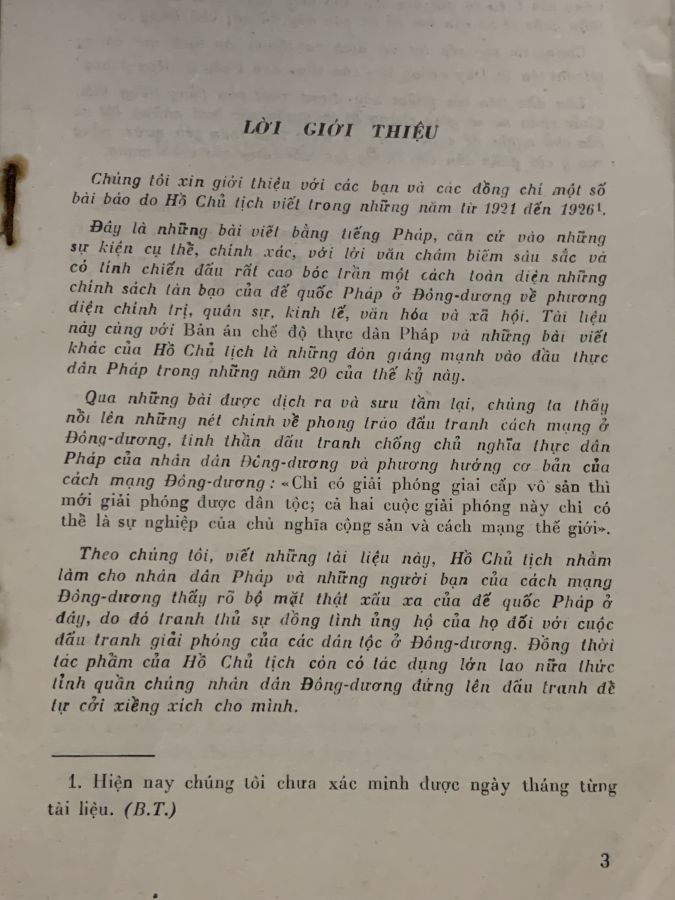 LỜI GIỚI THIỆU
Chúng tôi xin giới thiệu với các bạn và các đồng chí một số
bài báo do Hồ Chủ tịch viết trong những năm từ 1921 đến 1926¹.
Đây là những bài viết bằng tiếng Pháp, căn cứ vào những
sự kiện cụ thể, chính xác, với lời văn châm biếm sâu sắc và
có tính chiến đấu rất cao bóc trần một cách toàn diện những
chính sách tàn bạo của đế quốc Pháp ở Đông-dương về phương
diện chính trị, quân sự, kinh tế, văn hóa và xã hội. Tài liệu
này cùng với Bản án chế độ thực dân Pháp và những bài viết
khác của Hồ Chủ tịch là những đòn giáng mạnh vào đầu thực
dân Pháp trong những năm 20 của thế kỷ này.
Qua những bài được dịch ra và sưu tầm lại, chúng ta thấy
nổi lên những nét chính về phong trào đấu tranh cách mạng ở
Đông-dương, tinh thần đấu tranh chống chủ nghĩa thực dân
Pháp của nhân dân Đông-dương và phương hướng cơ bản của
cách mạng Đông-dương : «Chỉ có giải phóng giai cấp vô sản thì
mới giải phóng được dân tộc; cả hai cuộc giải phóng này chỉ có
thể là sự nghiệp của chủ nghĩa cộng sản và cách mạng thế giới».
Theo chúng tôi, viết những tài liệu này, Hồ Chủ tịch nhằm
làm cho nhân dân Pháp và những người bạn của cách mạng
Đông-dương thấy rõ bộ mặt thật xấu xa của đế quốc Pháp ở
đây, do đó tranh thủ sự đồng tình ủng hộ của họ đối với cuộc
đấu tranh giải phóng của các dân tộc ở Đông-dương. Đồng thời
tác phẩm của Hồ Chủ tịch còn có tác dụng lớn lao nữa thức
tỉnh quần chúng nhân dân Đông-dương đứng lên đấu tranh để
tự cởi xiềng xích cho mình.
1. Hiện nay chúng tôi chưa xác minh được ngày tháng từng
tài liệu. (B.T.)
3